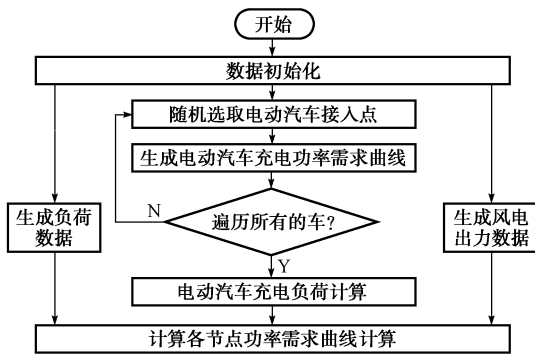 开始
数据初始化
随机选取电动汽车接入点
生成电动汽车充电功率需求曲线
N
遍历所有的车?
生成负荷
数据
生成风电
出力数据
Y
电动汽车充电负荷计算
计算各节点功率需求曲线计算